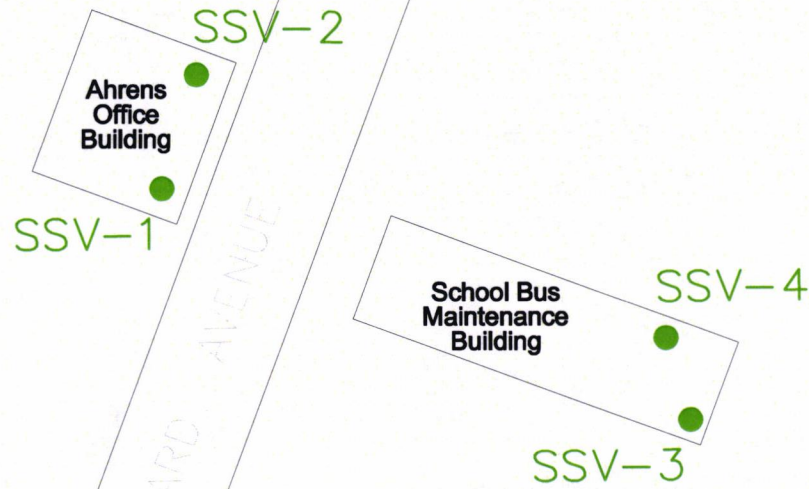 SSV-2
Ahrens
Office
Building
SSV-1
AVENUE
School Bus
Maintenance
Building
SSV-4
SSV-3